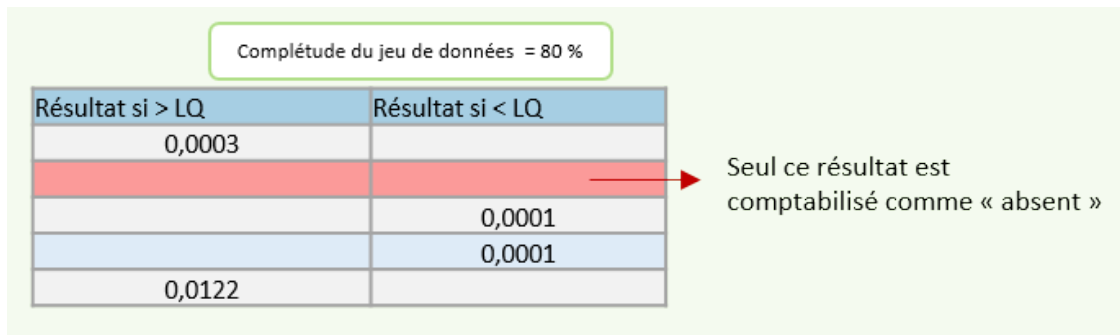 Complétude du jeu de données = 80 %
Résultat si > LQ Résultat si < LQ
0,0003
Seul ce résultat est
comptabilisé comme « absent »
0,0001
0,0001
0,0122